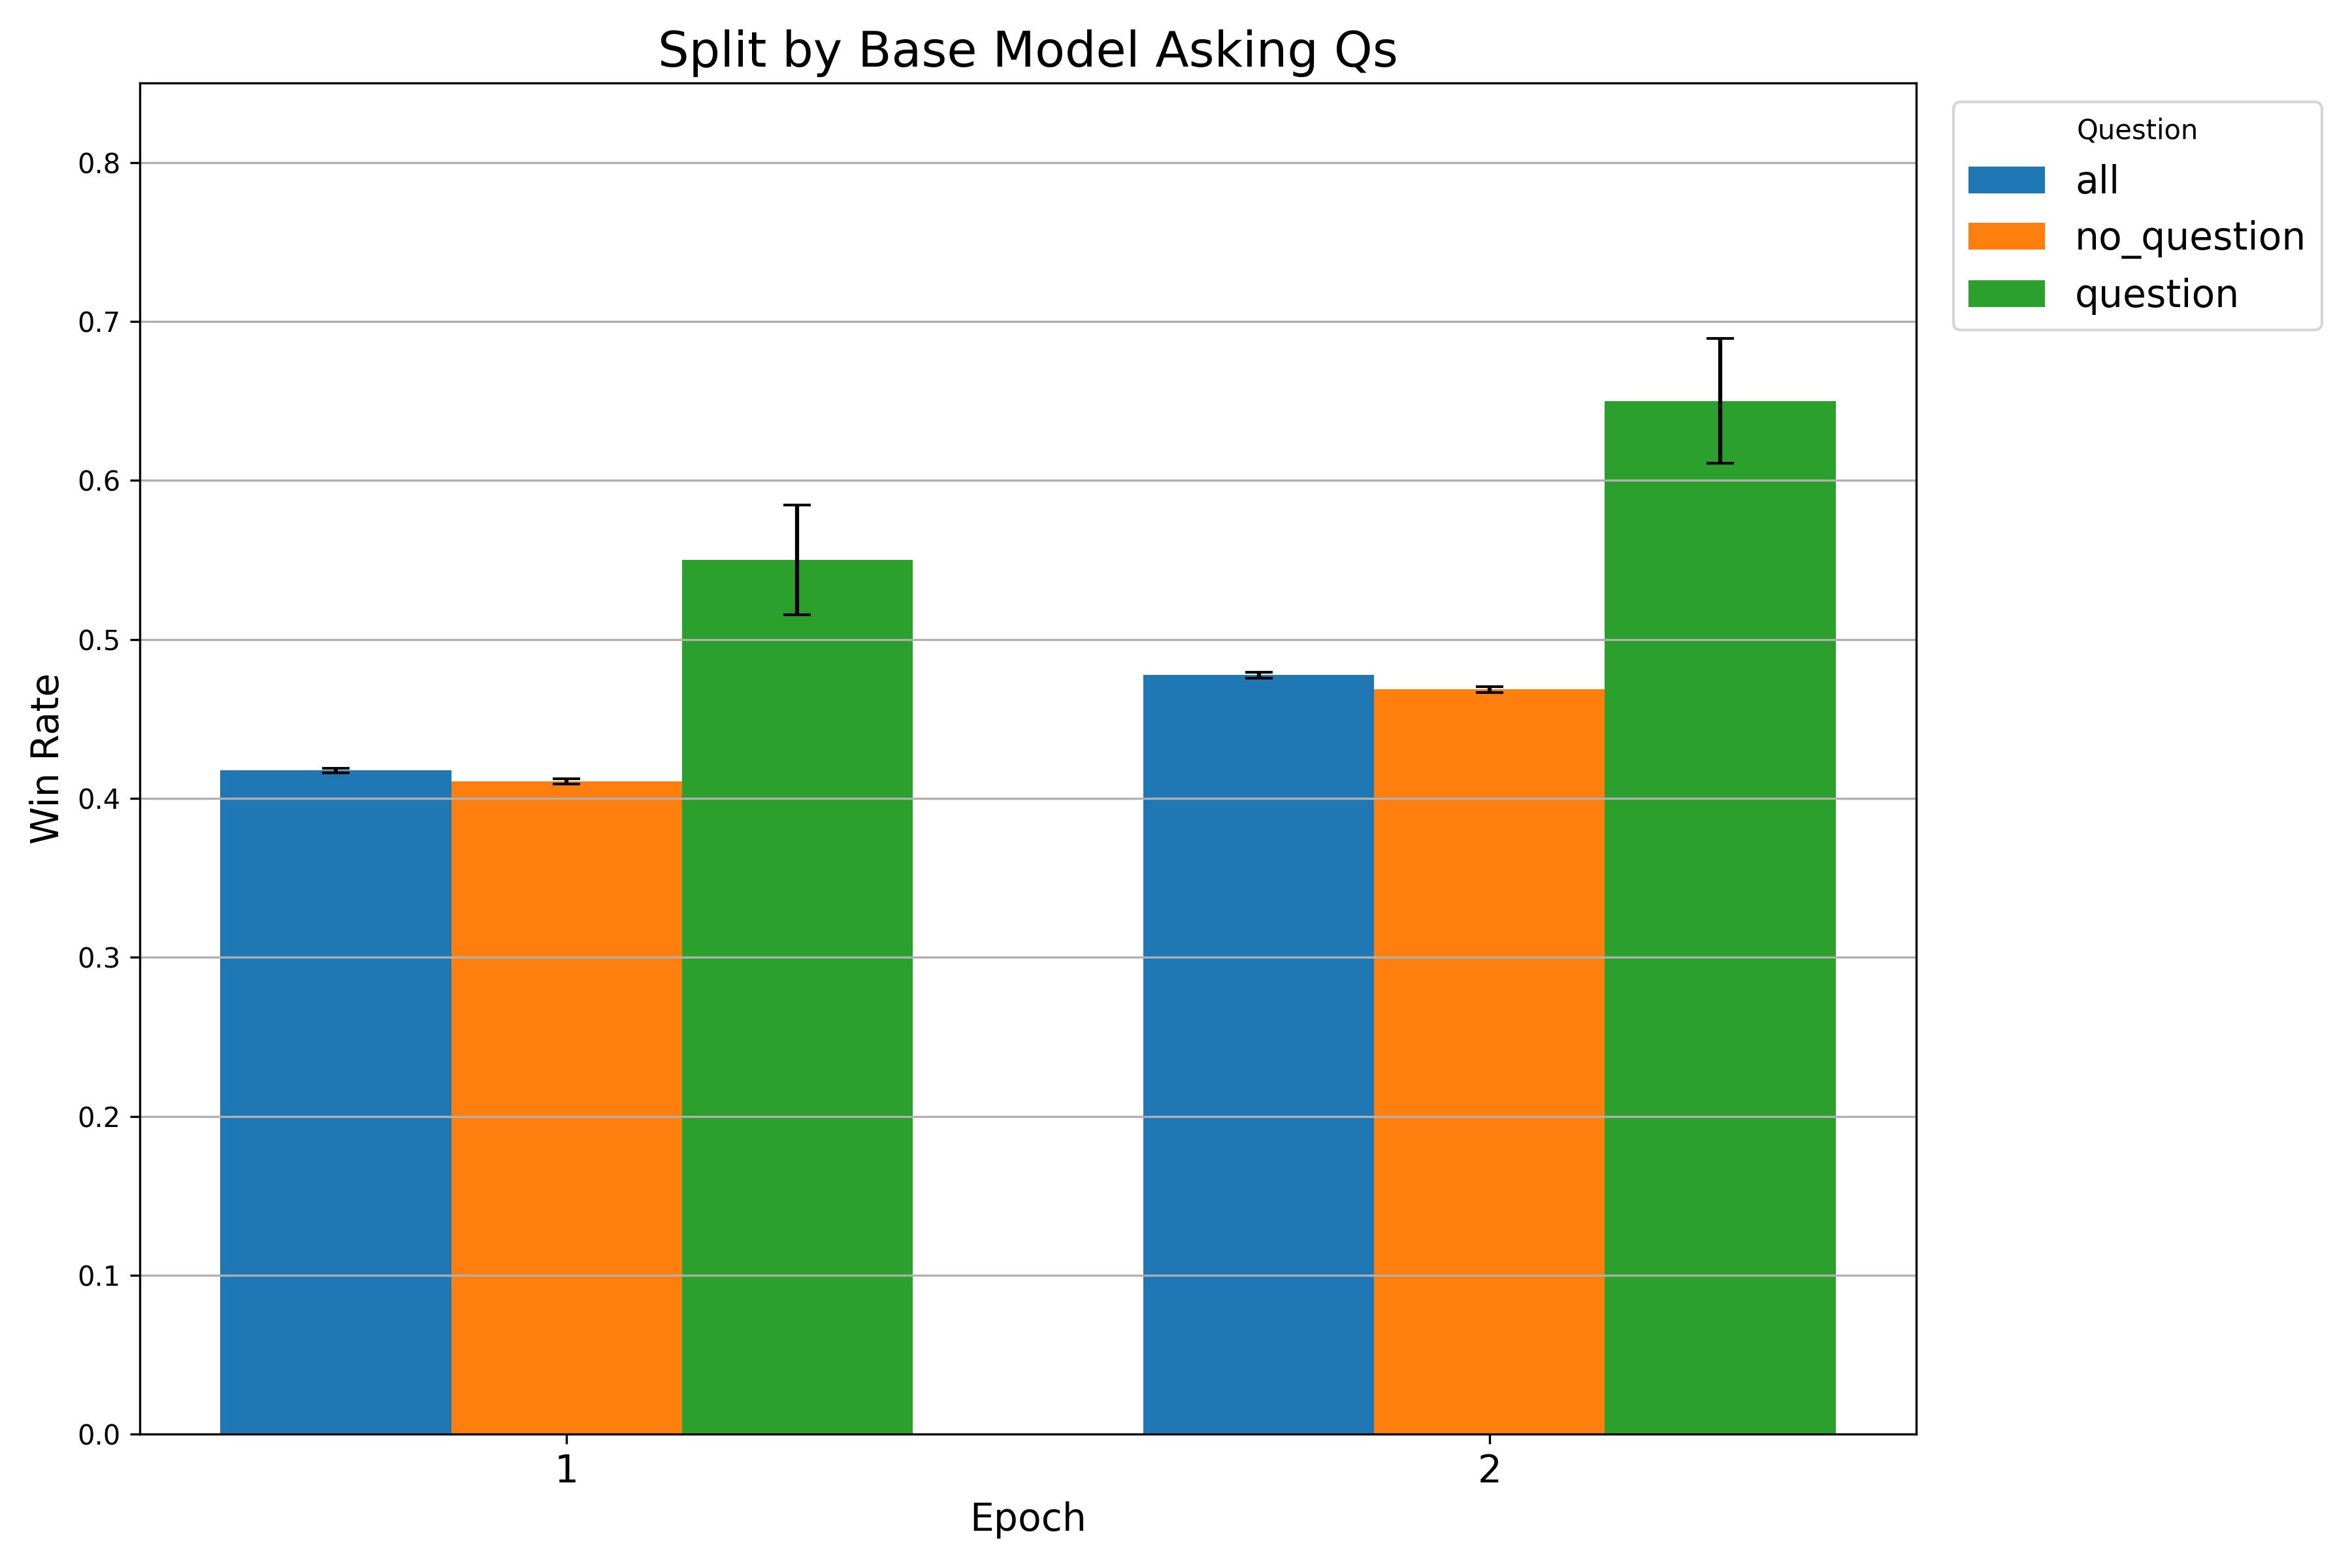 Split by Base Model Asking Qs
Question
all
no_question
question
Win Rate
0.8
0.7
0.6
0.5
0.4
0.3
0.2
0.1
0.0
1
2
Epoch